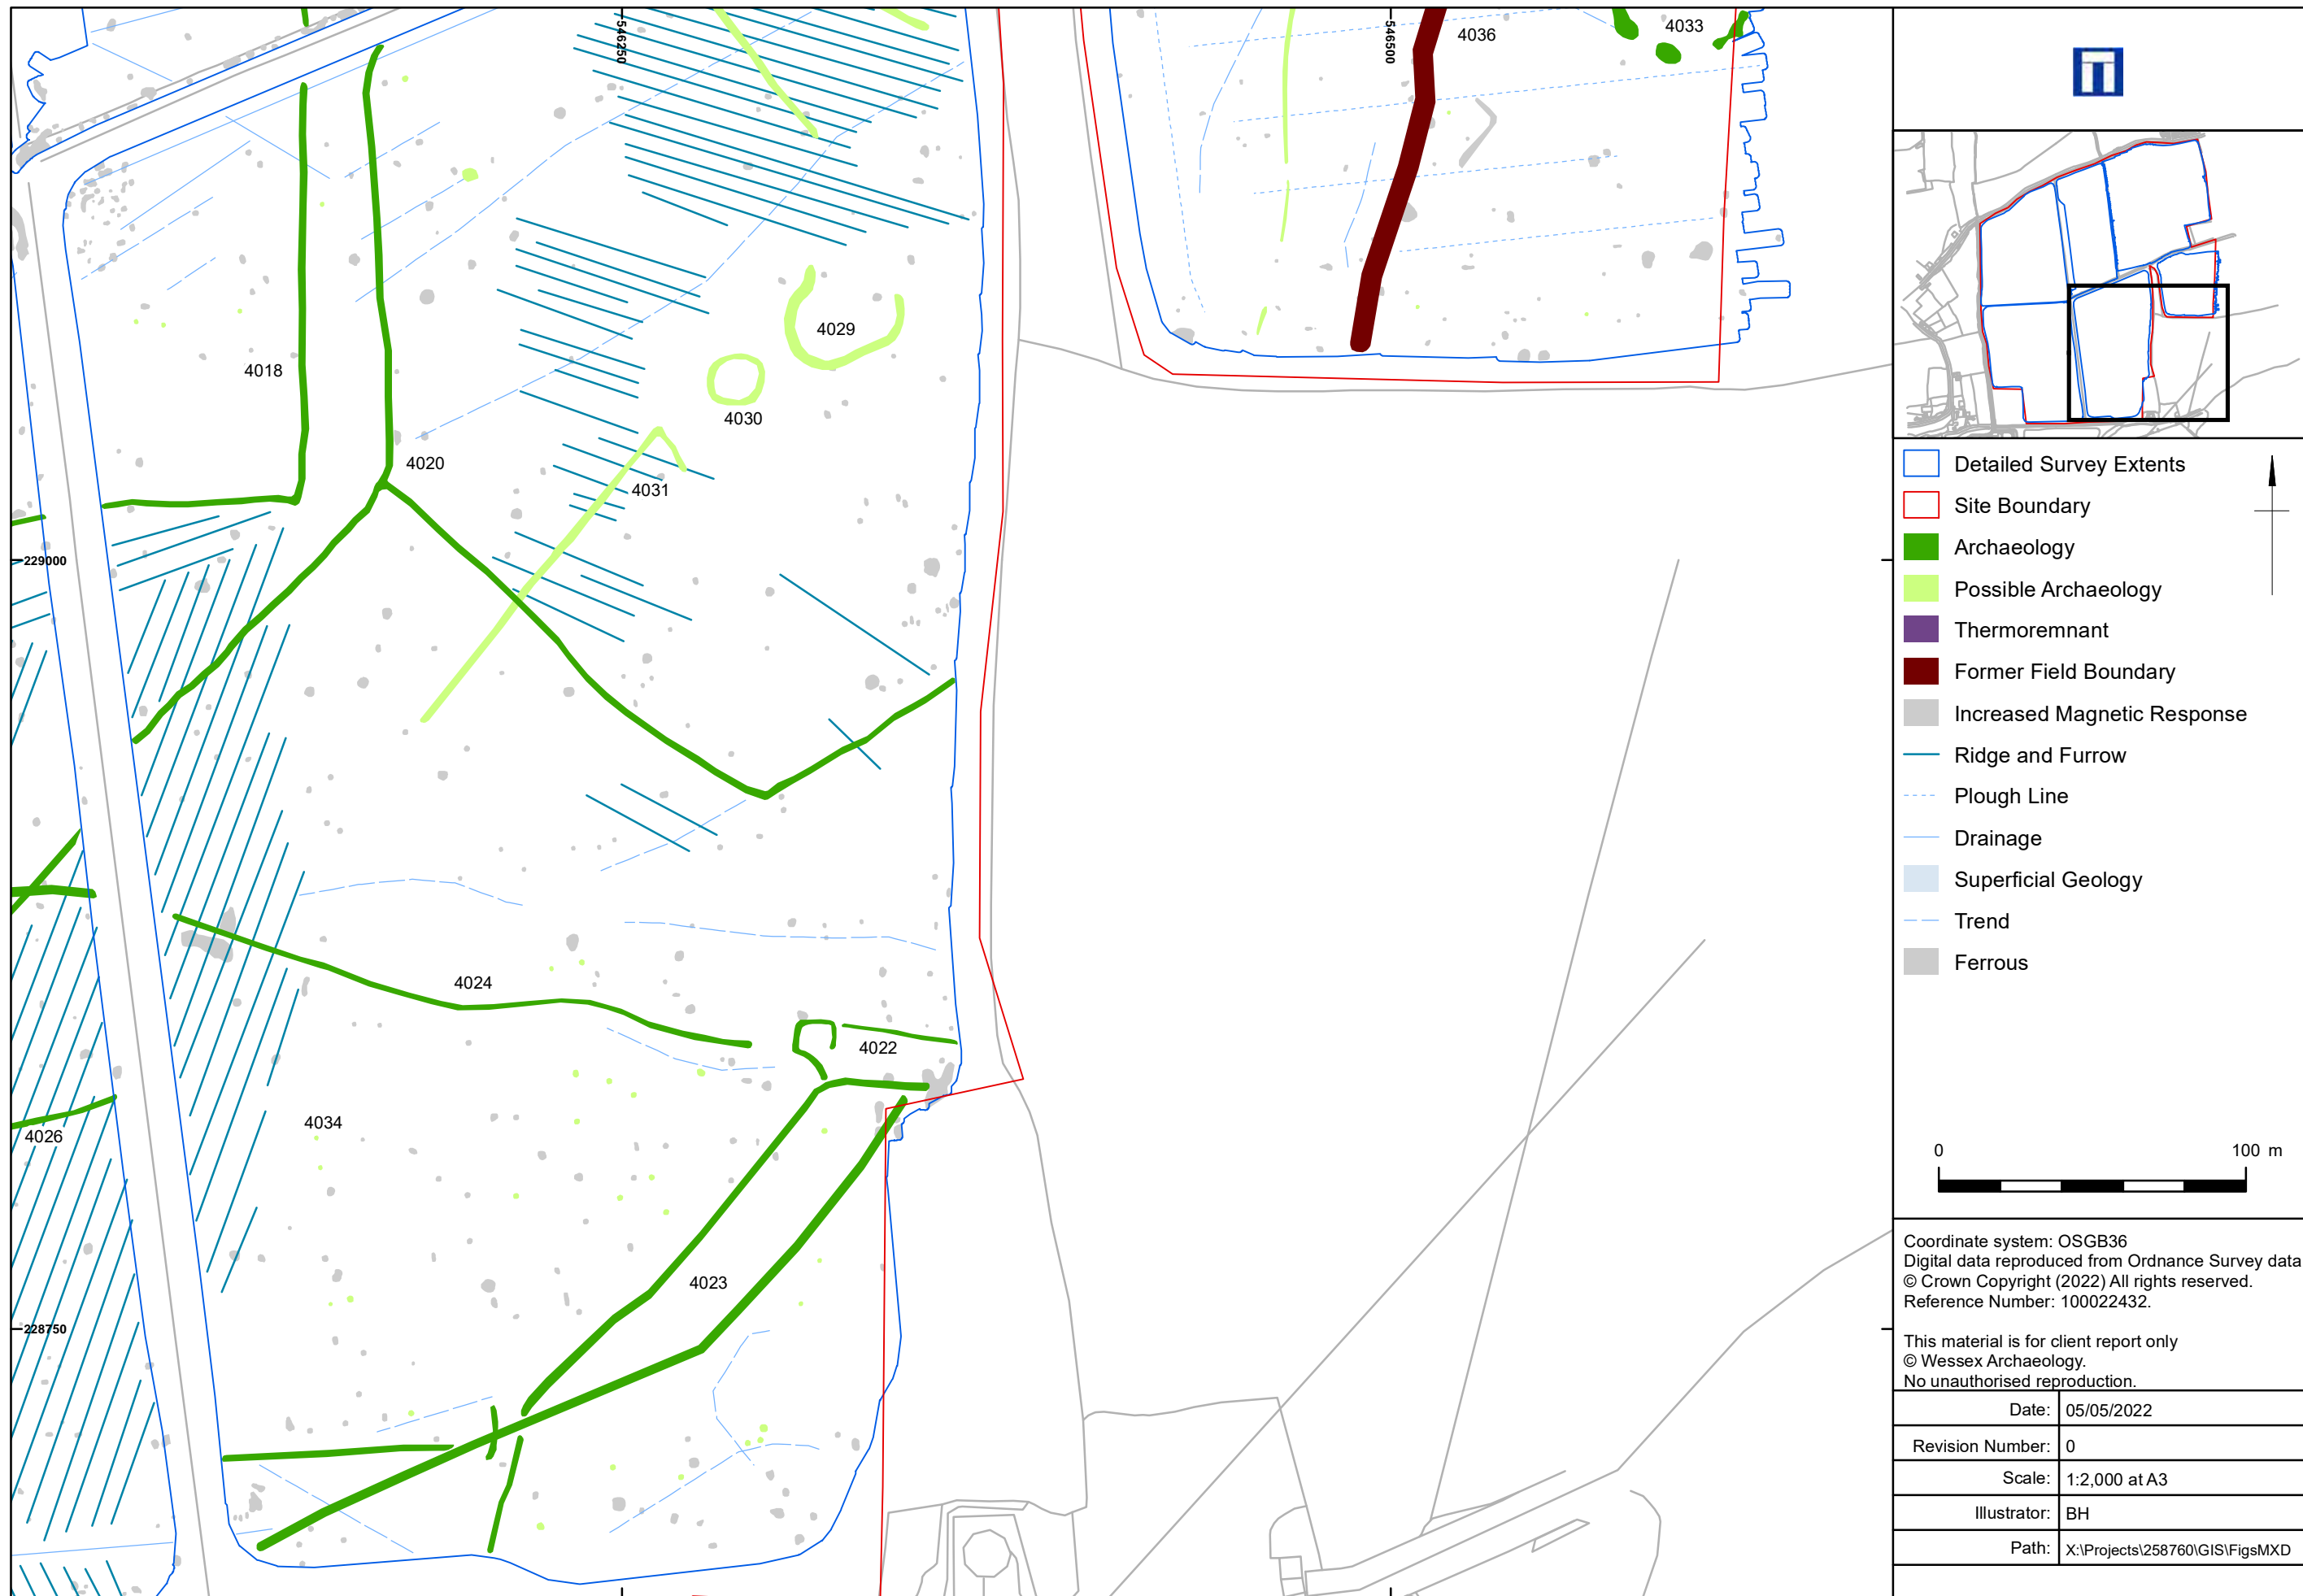 546250
546500
4036
4033
4018
4029
4030
4020
4031
229000
4024
4022
4034
4026
4023
228750
Detailed Survey Extents
Site Boundary
Archaeology
Possible Archaeology
Thermoremnant
Former Field Boundary
Increased Magnetic Response
Ridge and Furrow
Plough Line
Drainage
Superficial Geology
Trend
Ferrous
0 100 m
Coordinate system: OSGB36
Digital data reproduced from Ordnance Survey data
© Crown Copyright (2022) All rights reserved.
Reference Number: 100022432.
This material is for client report only
© Wessex Archaeology.
No unauthorised reproduction.
Date: 05/05/2022
Revision Number: 0
Scale: 1:2,000 at A3
Illustrator: BH
Path: X:\Projects\258760\GIS\FigsMXD